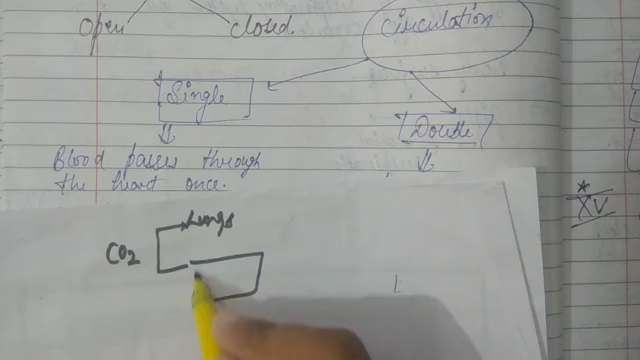 Open
Closed.
Circulation
Single
Double
Blood passes through
the heart once.
* XV
Lungs
CO2